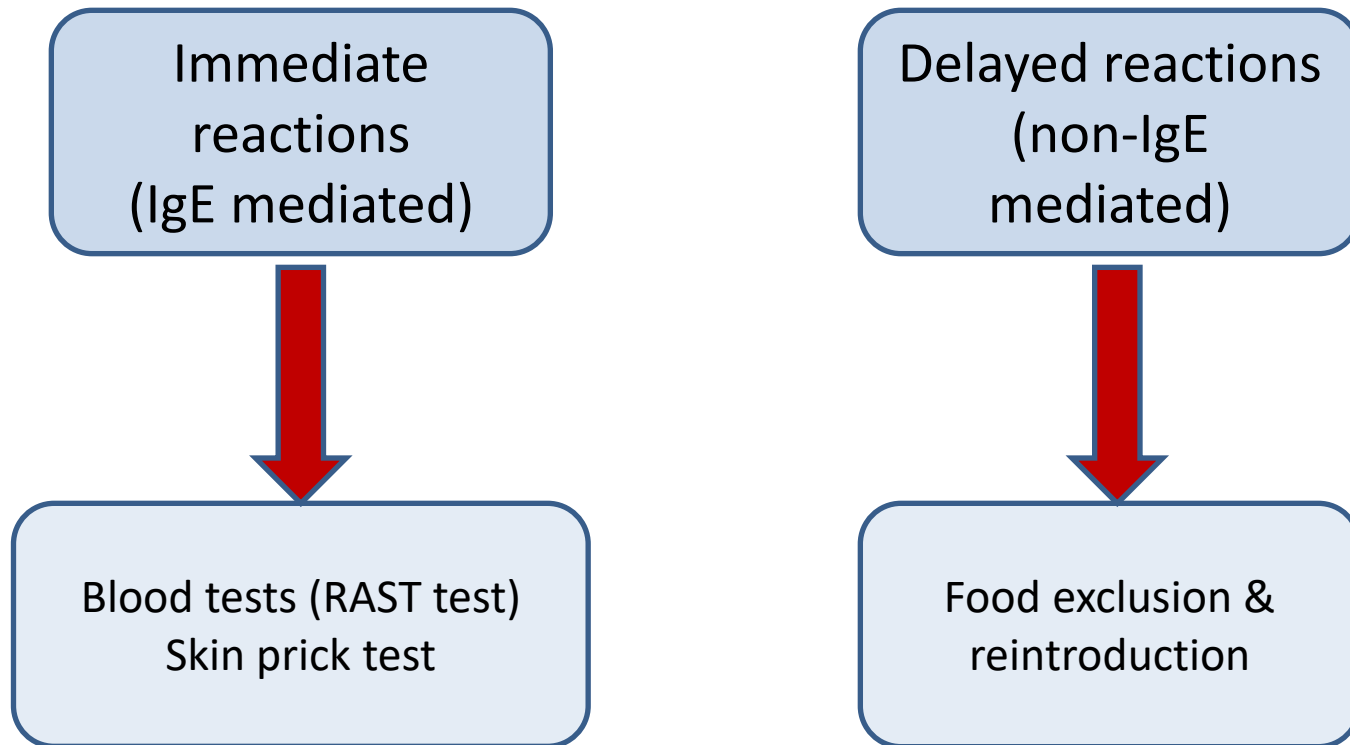 Immediate
reactions
(IgE mediated)
Delayed reactions
(non-IgE
mediated)
Blood tests (RAST test)
Skin prick test
Food exclusion &
reintroduction